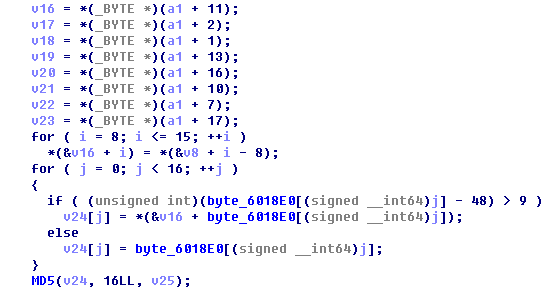 v16 = *(_BYTE *)(a1 + 11);
v17 = *(_BYTE *)(a1 + 2);
v18 = *(_BYTE *)(a1 + 1);
v19 = *(_BYTE *)(a1 + 13);
v20 = *(_BYTE *)(a1 + 16);
v21 = *(_BYTE *)(a1 + 10);
v22 = *(_BYTE *)(a1 + 7);
v23 = *(_BYTE *)(a1 + 17);
for ( i = 8; i <= 15; ++i )
*(&v16 + i) = *(&v8 + i - 8);
for ( j = 0; j < 16; ++j )
{
if ( (unsigned int)(byte_6018E0[(signed __int64)j] - 48) > 9 )
v24[j] = *(&v16 + byte_6018E0[(signed __int64)j]);
else
v24[j] = byte_6018E0[(signed __int64)j];
}
MD5(v24, 16LL, v25);